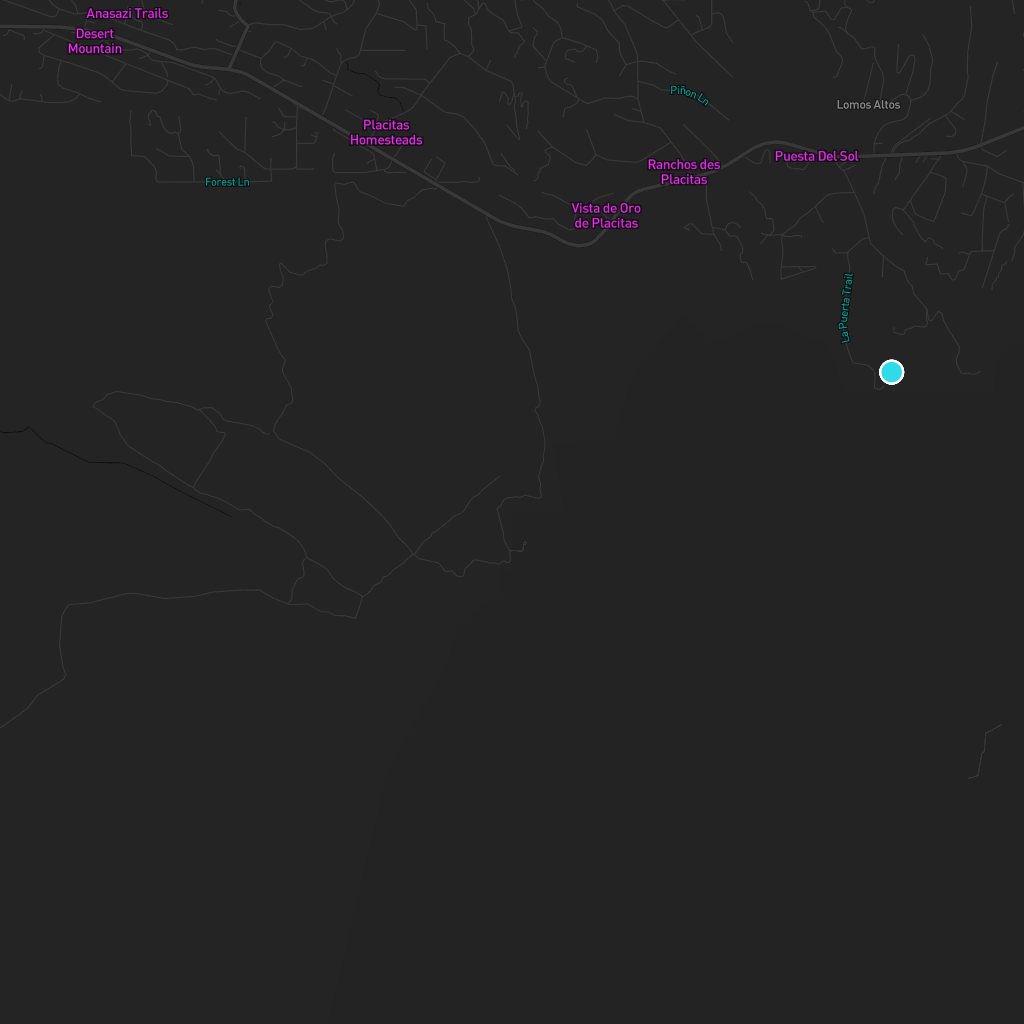 Anasazi Trails
Desert
Mountain
Piñon Ln
Lomos Altos
Placitas
Homesteads
Puesta Del Sol
Ranchos des
Placitas
Forest Ln
Vista de Oro
de Placitas
La Puerta Trail